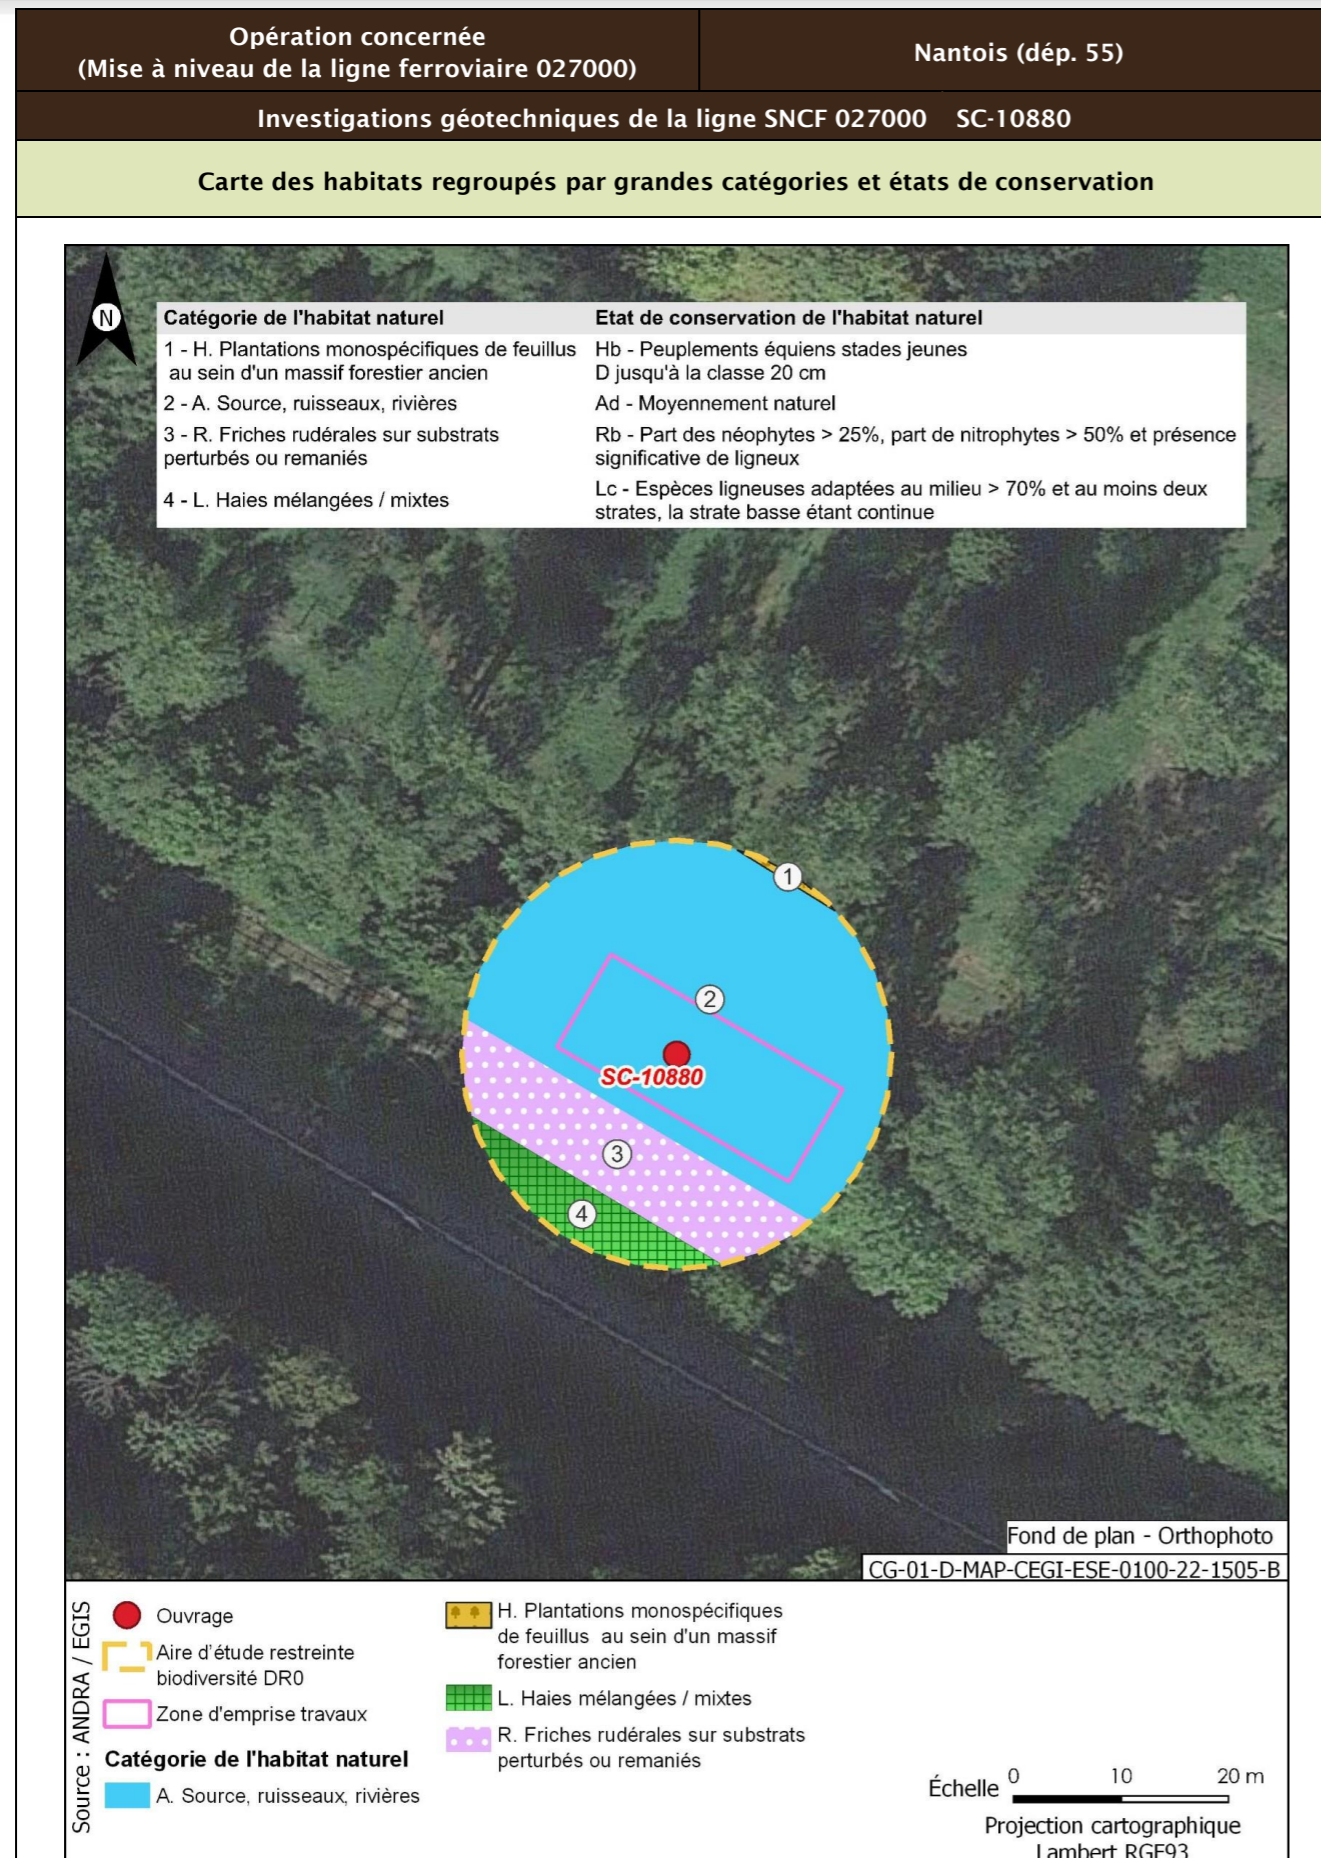 Opération concernée
(Mise à niveau de la ligne ferroviaire 027000)
Nantois (dép. 55)
Investigations géotechniques de la ligne SNCF 027000 SC-10880
Carte des habitats regroupés par grandes catégories et états de conservation
N
Catégorie de l'habitat naturel
Etat de conservation de l'habitat naturel
1 - H. Plantations monospécifiques de feuillus
au sein d'un massif forestier ancien
Hb - Peuplements équiens stades jeunes
D jusqu'à la classe 20 cm
2 - A. Source, ruisseaux, rivières
Ad - Moyennement naturel
3 - R. Friches rudérales sur substrats
perturbés ou remaniés
Rb - Part des néophytes > 25%, part de nitrophytes > 50% et présence
significative de ligneux
4 - L. Haies mélangées / mixtes
Lc - Espèces ligneuses adaptées au milieu > 70% et au moins deux
strates, la strate basse étant continue
1
2
SC-10880
3
4
Fond de plan - Orthophoto
CG-01-D-MAP-CEGI-ESE-0100-22-1505-B
Source : ANDRA / EGIS
Ouvrage
Aire d'étude restreinte
biodiversité DR0
Zone d'emprise travaux
Catégorie de l'habitat naturel
A. Source, ruisseaux, rivières
H. Plantations monospécifiques
de feuillus au sein d'un massif
forestier ancien
L. Haies mélangées / mixtes
R. Friches rudérales sur substrats
perturbés ou remaniés
Échelle 0 10 20 m
Projection cartographique
Lambert RGF93